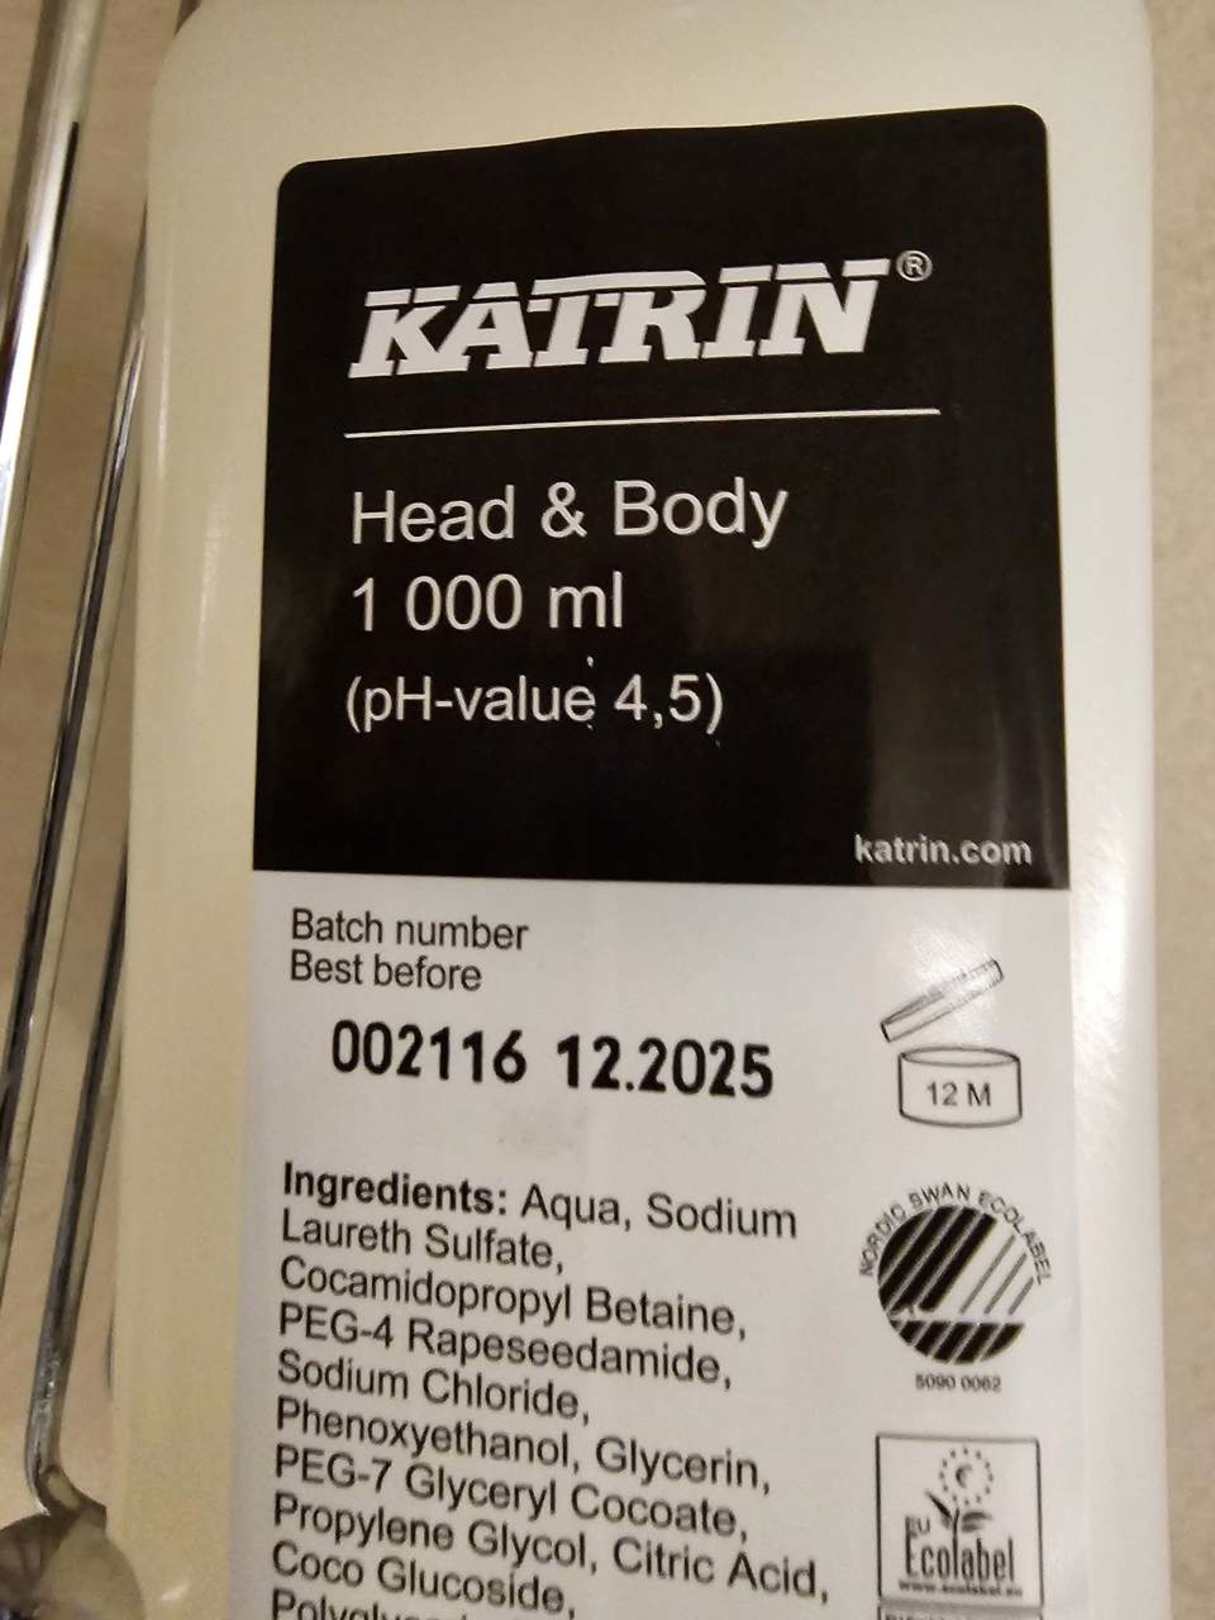 KATRIN®
Head & Body
1 000 ml
(pH-value 4,5)
katrin.com
Batch number
Best before
002116 12.2025
12 M
Ingredients: Aqua, Sodium
Laureth Sulfate,
Cocamidopropyl Betaine,
PEG-4 Rapeseedamide,
Sodium Chloride,
Phenoxyethanol, Glycerin,
PEG-7 Glyceryl Cocoate,
Propylene Glycol, Citric Acid,
Coco Glucoside,
NORDIC SWAN ECOLABEL
5090 0062
EU
Ecolabel